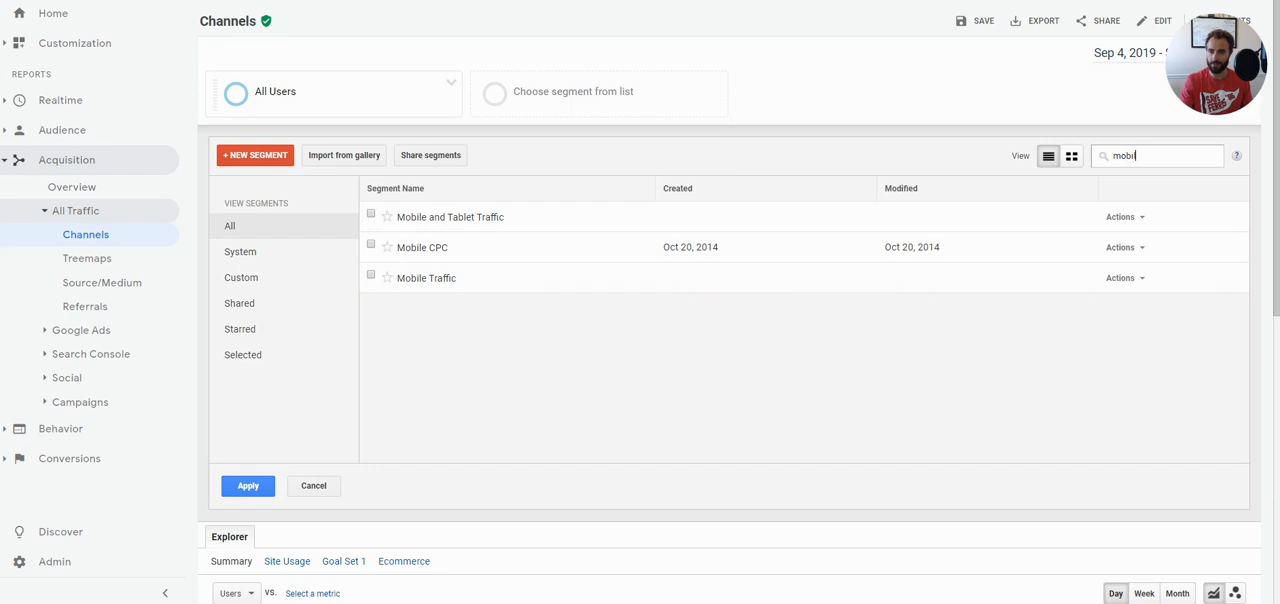 Home
Customization
REPORTS
Realtime
Audience
Acquisition
Overview
All Traffic
Channels
Treemaps
Source/Medium
Referrals
Google Ads
Search Console
Social
Campaigns
Behavior
Conversions
Discover
Admin
Channels
SAVE
EXPORT
SHARE
EDIT
Sep 4, 2019 -
All Users
Choose segment from list
+ NEW SEGMENT
Import from gallery
Share segments
View
mobil
?
VIEW SEGMENTS
All
System
Custom
Shared
Starred
Selected
Segment Name Created Modified
Mobile and Tablet Traffic Actions
Mobile CPC Oct 20, 2014 Oct 20, 2014 Actions
Mobile Traffic Actions
Apply
Cancel
Explorer
Summary Site Usage Goal Set 1 Ecommerce
Users VS. Select a metric
Day Week Month
SAVE
FERRIS